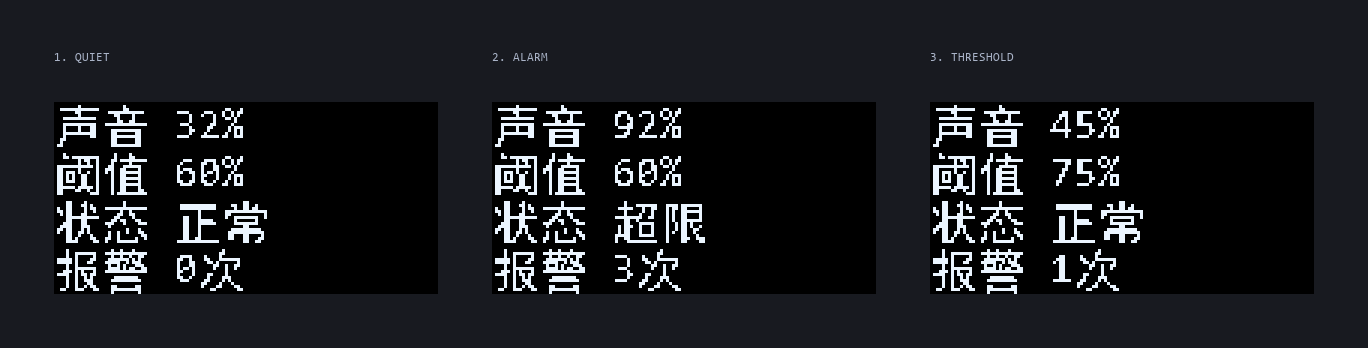 1. QUIET
声音 32%
阈值 60%
状态 正常
报警 0次
2. ALARM
声音 92%
阈值 60%
状态 超限
报警 3次
3. THRESHOLD
声音 45%
阈值 75%
状态 正常
报警 1次